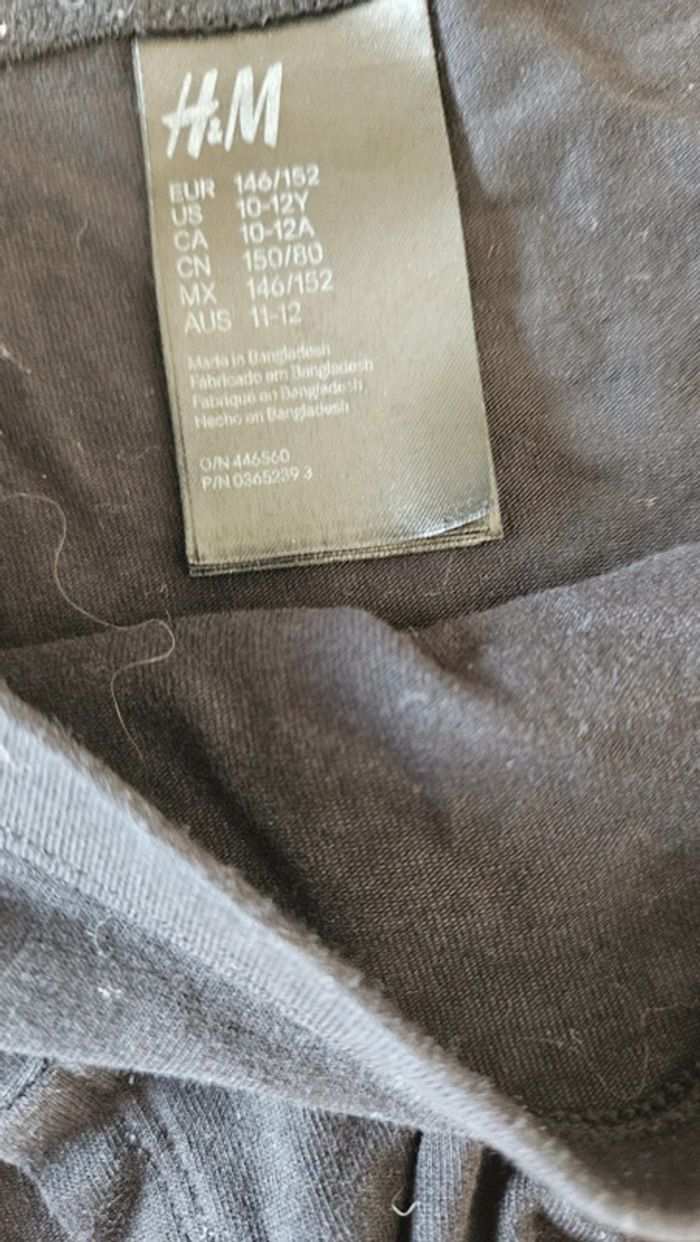 H&M
EUR 146/152
US 10-12Y
CA 10-12A
CN 150/80
MX 146/152
AUS 11-12
Made in Bangladesh
Fabricado em Bangladesh
Fabriqué au Bangladesh
Hecho en Bangladesh
O/N 446560
P/N 0365239 3